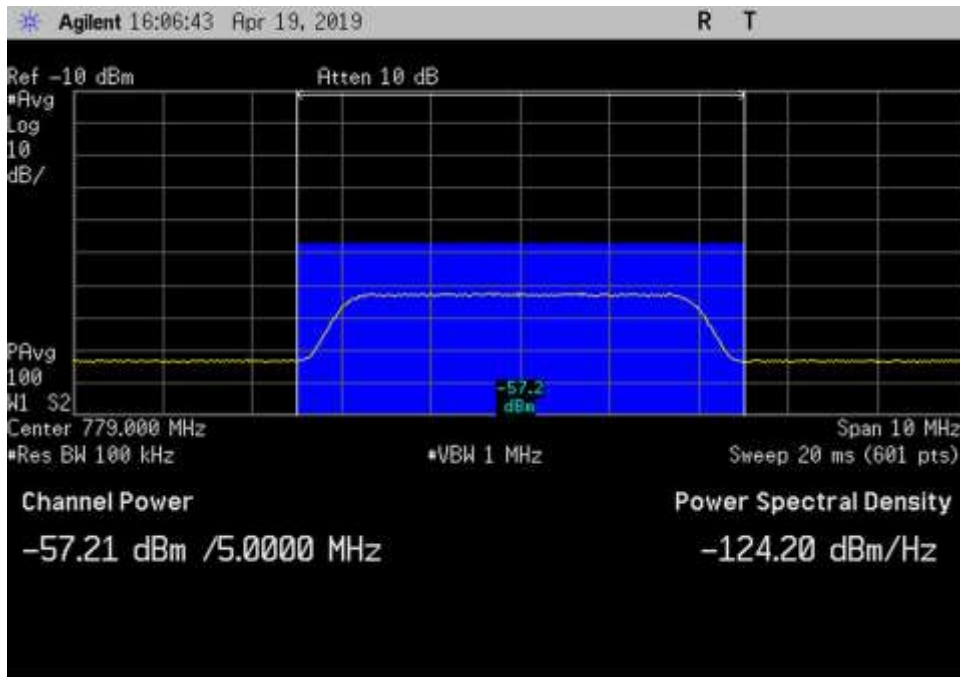 Agilent 16:06:43 Apr 19, 2019 R T
Ref -10 dBm Atten 10 dB
#Avg
Log
10
dB/
PAvg
100
W1 S2
-57.2
dBm
Center 779.000 MHz Span 10 MHz
#Res BW 100 kHz #VBW 1 MHz Sweep 20 ms (601 pts)
Channel Power Power Spectral Density
-57.21 dBm /5.0000 MHz -124.20 dBm/Hz